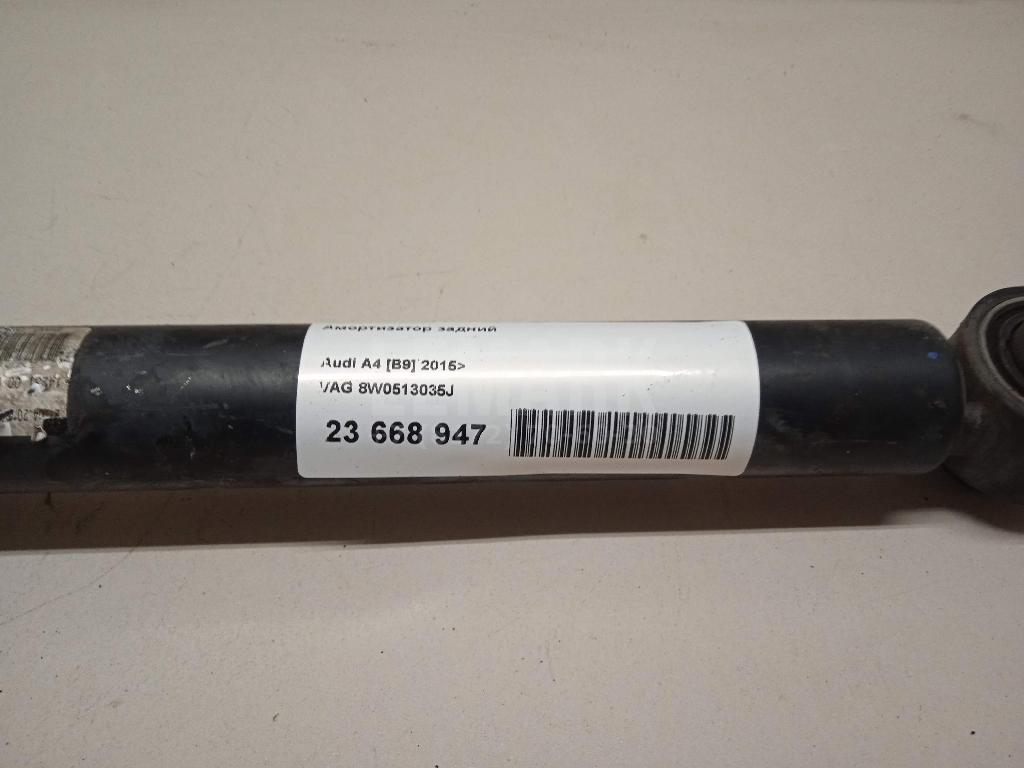 Амортизатор задний
Audi A4 [B9] 2015>
VAG 8W0513035J
23 668 947